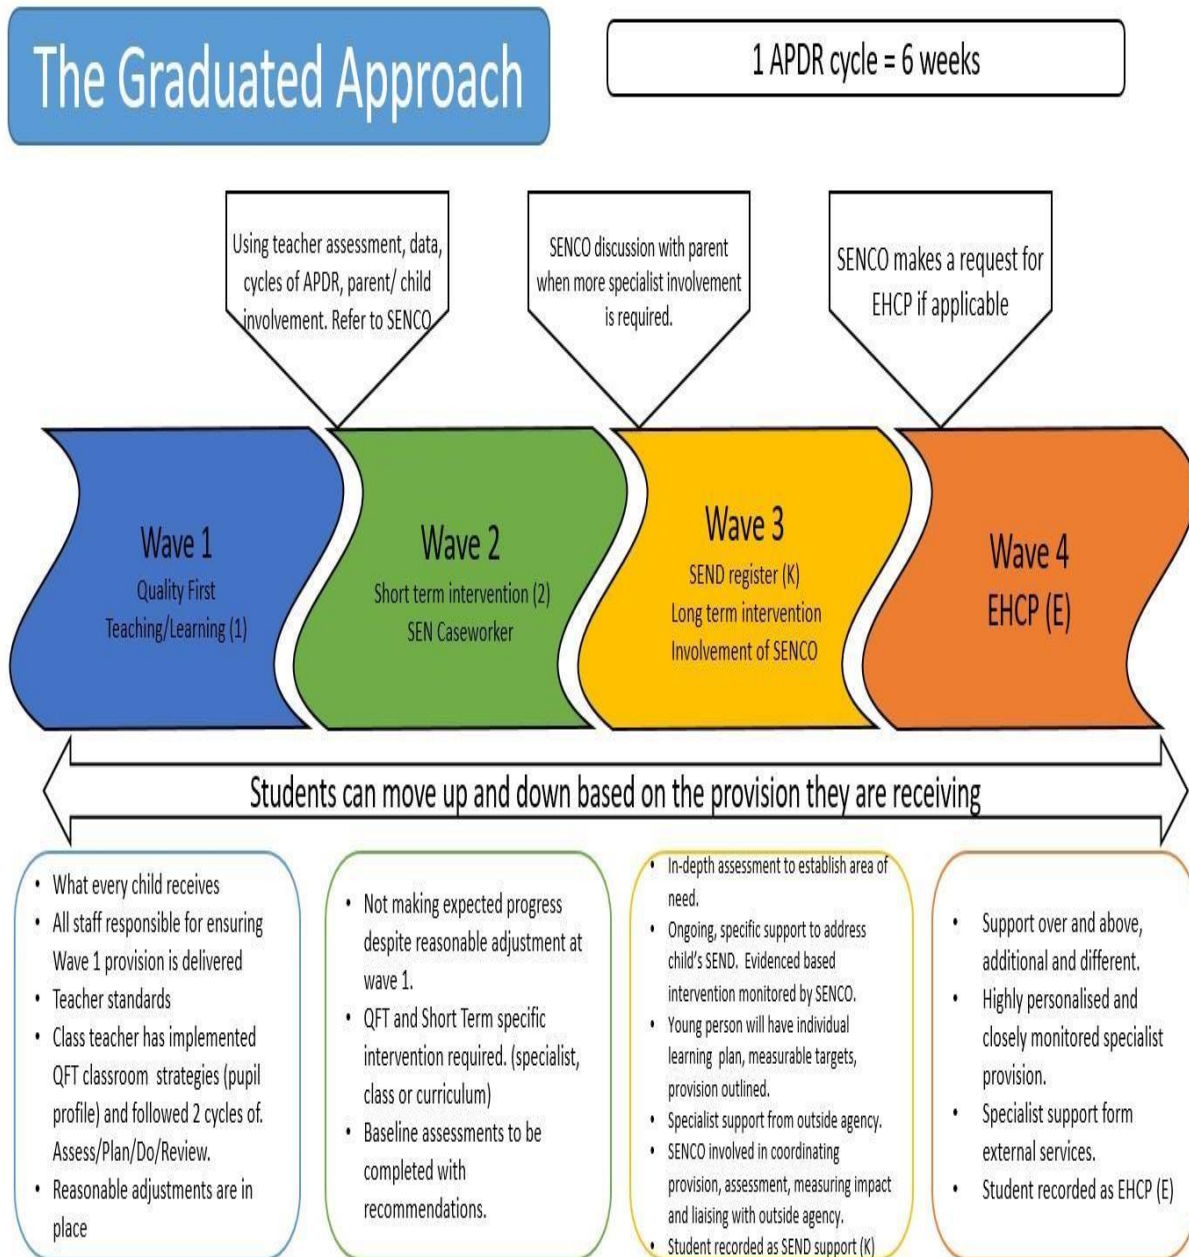 The Graduated Approach
1 APDR cycle = 6 weeks
Using teacher assessment, data,
cycles of APDR, parent/ child
involvement. Refer to SENCO
SENCO discussion with parent
when more specialist involvement
is required.
SENCO makes a request for
EHCP if applicable
Wave 1
Quality First
Teaching/Learning (1)
Wave 2
Short term intervention (2)
SEN Caseworker
Wave 3
SEND register (K)
Long term intervention
Involvement of SENCO
Wave 4
EHCP (E)
Students can move up and down based on the provision they are receiving
• What every child receives
• All staff responsible for ensuring
Wave 1 provision is delivered
• Teacher standards
• Class teacher has implemented
QFT classroom strategies (pupil
profile) and followed 2 cycles of.
Assess/Plan/Do/Review.
• Reasonable adjustments are in
place
• Not making expected progress
despite reasonable adjustment at
wave 1.
• QFT and Short Term specific
intervention required. (specialist,
class or curriculum)
• Baseline assessments to be
completed with
recommendations.
• In-depth assessment to establish area of
need.
• Ongoing, specific support to address
child's SEND. Evidenced based
intervention monitored by SENCO.
• Young person will have individual
learning plan, measurable targets,
provision outlined.
• Specialist support from outside agency.
• SENCO involved in coordinating
provision, assessment, measuring impact
and liaising with outside agency.
• Student recorded as SEND support (K)
• Support over and above,
additional and different.
• Highly personalised and
closely monitored specialist
provision.
• Specialist support form
external services.
• Student recorded as EHCP (E)